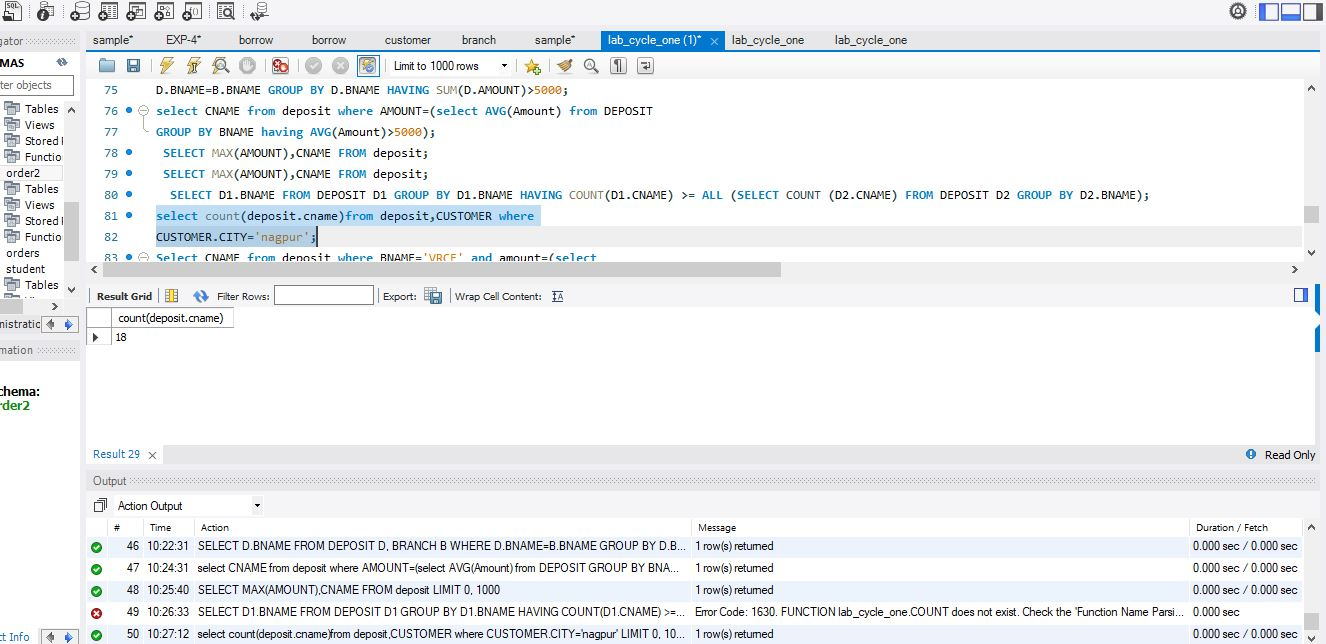 SQL
gator
MAS
ter objects
Tables
Views
Stored
Functio
order2
Tables
Views
Stored
Functio
orders
student
Tables
nistratic
mation
chema:
rder2
ct Info
sample* EXP-4* borrow borrow customer branch sample* lab_cycle_one (1)* × lab_cycle_one lab_cycle_one
Limit to 1000 rows
75 D.BNAME=B.BNAME GROUP BY D.BNAME HAVING SUM(D.AMOUNT)>5000;
76 select CNAME from deposit where AMOUNT=(select AVG(Amount) from DEPOSIT
77 GROUP BY BNAME having AVG(Amount)>5000);
78 SELECT MAX(AMOUNT),CNAME FROM deposit;
79 SELECT MAX(AMOUNT),CNAME FROM deposit;
80 SELECT D1.BNAME FROM DEPOSIT D1 GROUP BY D1.BNAME HAVING COUNT(D1.CNAME) >= ALL (SELECT COUNT (D2.CNAME) FROM DEPOSIT D2 GROUP BY D2.BNAME);
81 select count(deposit.cname)from deposit,CUSTOMER where
82 CUSTOMER.CITY='nagpur';
83 Select CNAME from deposit where BNAME='VRCE' and amount=(select
Result Grid Filter Rows: Export: Wrap Cell Content: IA
count(deposit.cname)
18
Result 29 × Read Only
Output
Action Output
# Time Action Message Duration / Fetch
46 10:22:31 SELECT D.BNAME FROM DEPOSIT D, BRANCH B WHERE D.BNAME=B.BNAME GROUP BY D.B... 1 row(s) returned 0.000 sec / 0.000 sec
47 10:24:31 select CNAME from deposit where AMOUNT=(select AVG(Amount) from DEPOSIT GROUP BY BNA... 1 row(s) returned 0.000 sec / 0.000 sec
48 10:25:40 SELECT MAX(AMOUNT),CNAME FROM deposit LIMIT 0, 1000 1 row(s) returned 0.000 sec / 0.000 sec
49 10:26:33 SELECT D1.BNAME FROM DEPOSIT D1 GROUP BY D1.BNAME HAVING COUNT(D1.CNAME) >=... Error Code: 1630. FUNCTION lab_cycle_one.COUNT does not exist. Check the 'Function Name Parsi... 0.000 sec
50 10:27:12 select count(deposit.cname)from deposit,CUSTOMER where CUSTOMER.CITY='nagpur' LIMIT 0, 10... 1 row(s) returned 0.000 sec / 0.000 sec